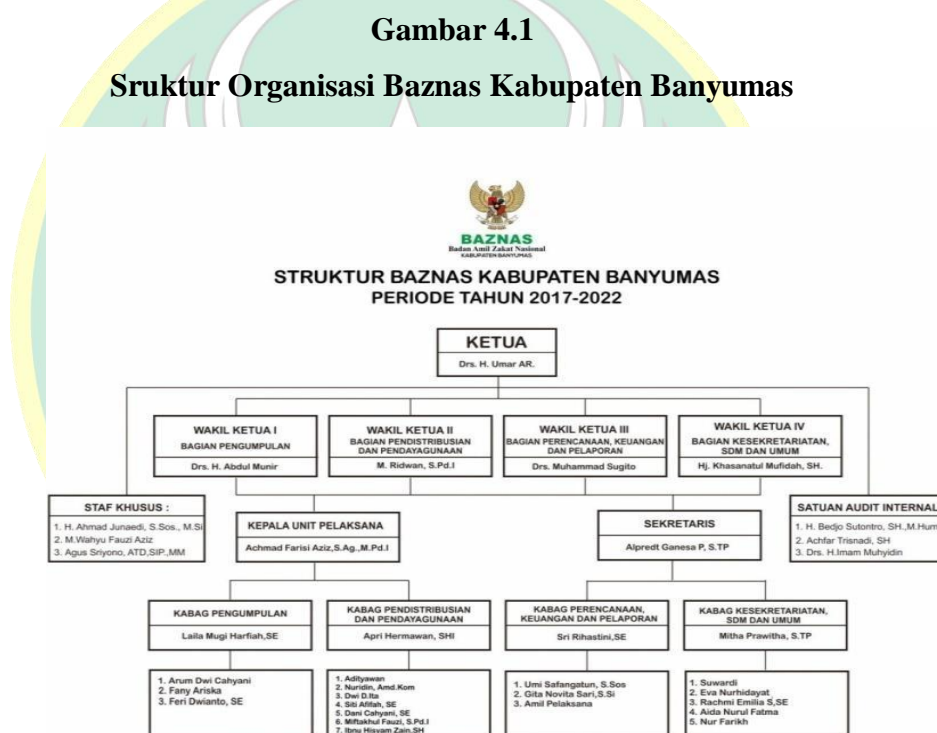 Gambar 4.1
Sruktur Organisasi Baznas Kabupaten Banyumas
BAZNAS
Badan Amil Zakat Nasional
KABUPATEN BANYUMAS
STRUKTUR BAZNAS KABUPATEN BANYUMAS
PERIODE TAHUN 2017-2022
KETUA
Drs. H. Umar AR.
WAKIL KETUA I
BAGIAN PENGUMPULAN
Drs. H. Abdul Munir
WAKIL KETUA II
BAGIAN PENDISTRIBUSIAN
DAN PENDAYAGUNAAN
M. Ridwan, S.Pd.I
WAKIL KETUA III
BAGIAN PERENCANAAN, KEUANGAN
DAN PELAPORAN
Drs. Muhammad Sugito
WAKIL KETUA IV
BAGIAN KESEKRETARIATAN,
SDM DAN UMUM
Hj. Khasanatul Mufidah, SH.
STAF KHUSUS :
1. H. Ahmad Junaedi, S.Sos., M.Si
2. M.Wahyu Fauzi Aziz
3. Agus Sriyono, ATD,SIP.,MM
KEPALA UNIT PELAKSANA
Achmad Farisi Aziz,S.Ag.,M.Pd.I
SEKRETARIS
Alpredt Ganesa P, S.TP
SATUAN AUDIT INTERNAL
1. H. Bedjo Sutontro, SH.,M.Hum
2. Achfar Trisnadi, SH
3. Drs. H.Imam Muhyidin
KABAG PENGUMPULAN
Laila Mugi Harfiah,SE
KABAG PENDISTRIBUSIAN
DAN PENDAYAGUNAAN
Apri Hermawan, SHI
KABAG PERENCANAAN,
KEUANGAN DAN PELAPORAN
Sri Rihastini,SE
KABAG KESEKRETARIATAN,
SDM DAN UMUM
Mitha Prawitha, S.TP
1. Arum Dwi Cahyani
2. Fany Ariska
3. Feri Dwianto, SE
1. Adityawan
2. Nuridin, Amd.Kom
3. Dwi D.Ita
4. Siti Afifah, SE
5. Dani Cahyani, SE
6. Miftakhul Fauzi, S.Pd.I
7. Ibnu Hisyam Zain.SH
1. Umi Safangatun, S.Sos
2. Gita Novita Sari,S.Si
3. Amil Pelaksana
1. Suwardi
2. Eva Nurhidayat
3. Rachmi Emilia S,SE
4. Aida Nurul Fatma
5. Nur Farikh